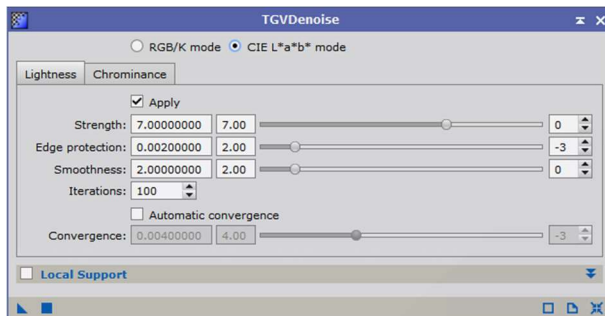 TGVDenoise
RGB/K mode CIE L*a*b* mode
Lightness Chrominance
Apply
Strength: 7.00000000 7.00 0
Edge protection: 0.00200000 2.00 -3
Smoothness: 2.00000000 2.00 0
Iterations: 100
Automatic convergence
Convergence: 0.00400000 4.00 -3
Local Support